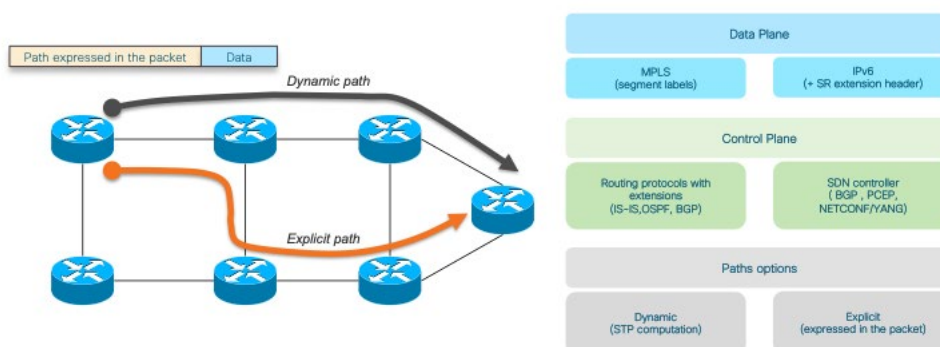 Path expressed in the packet
Data
Dynamic path
Explicit path
Data Plane
MPLS
(segment labels)
IPv6
(+ SR extension header)
Control Plane
Routing protocols with
extensions
(IS-IS,OSPF, BGP)
SDN controller
( BGP , PCEP,
NETCONF/YANG)
Paths options
Dynamic
(STP computation)
Explicit
(expressed in the packet)